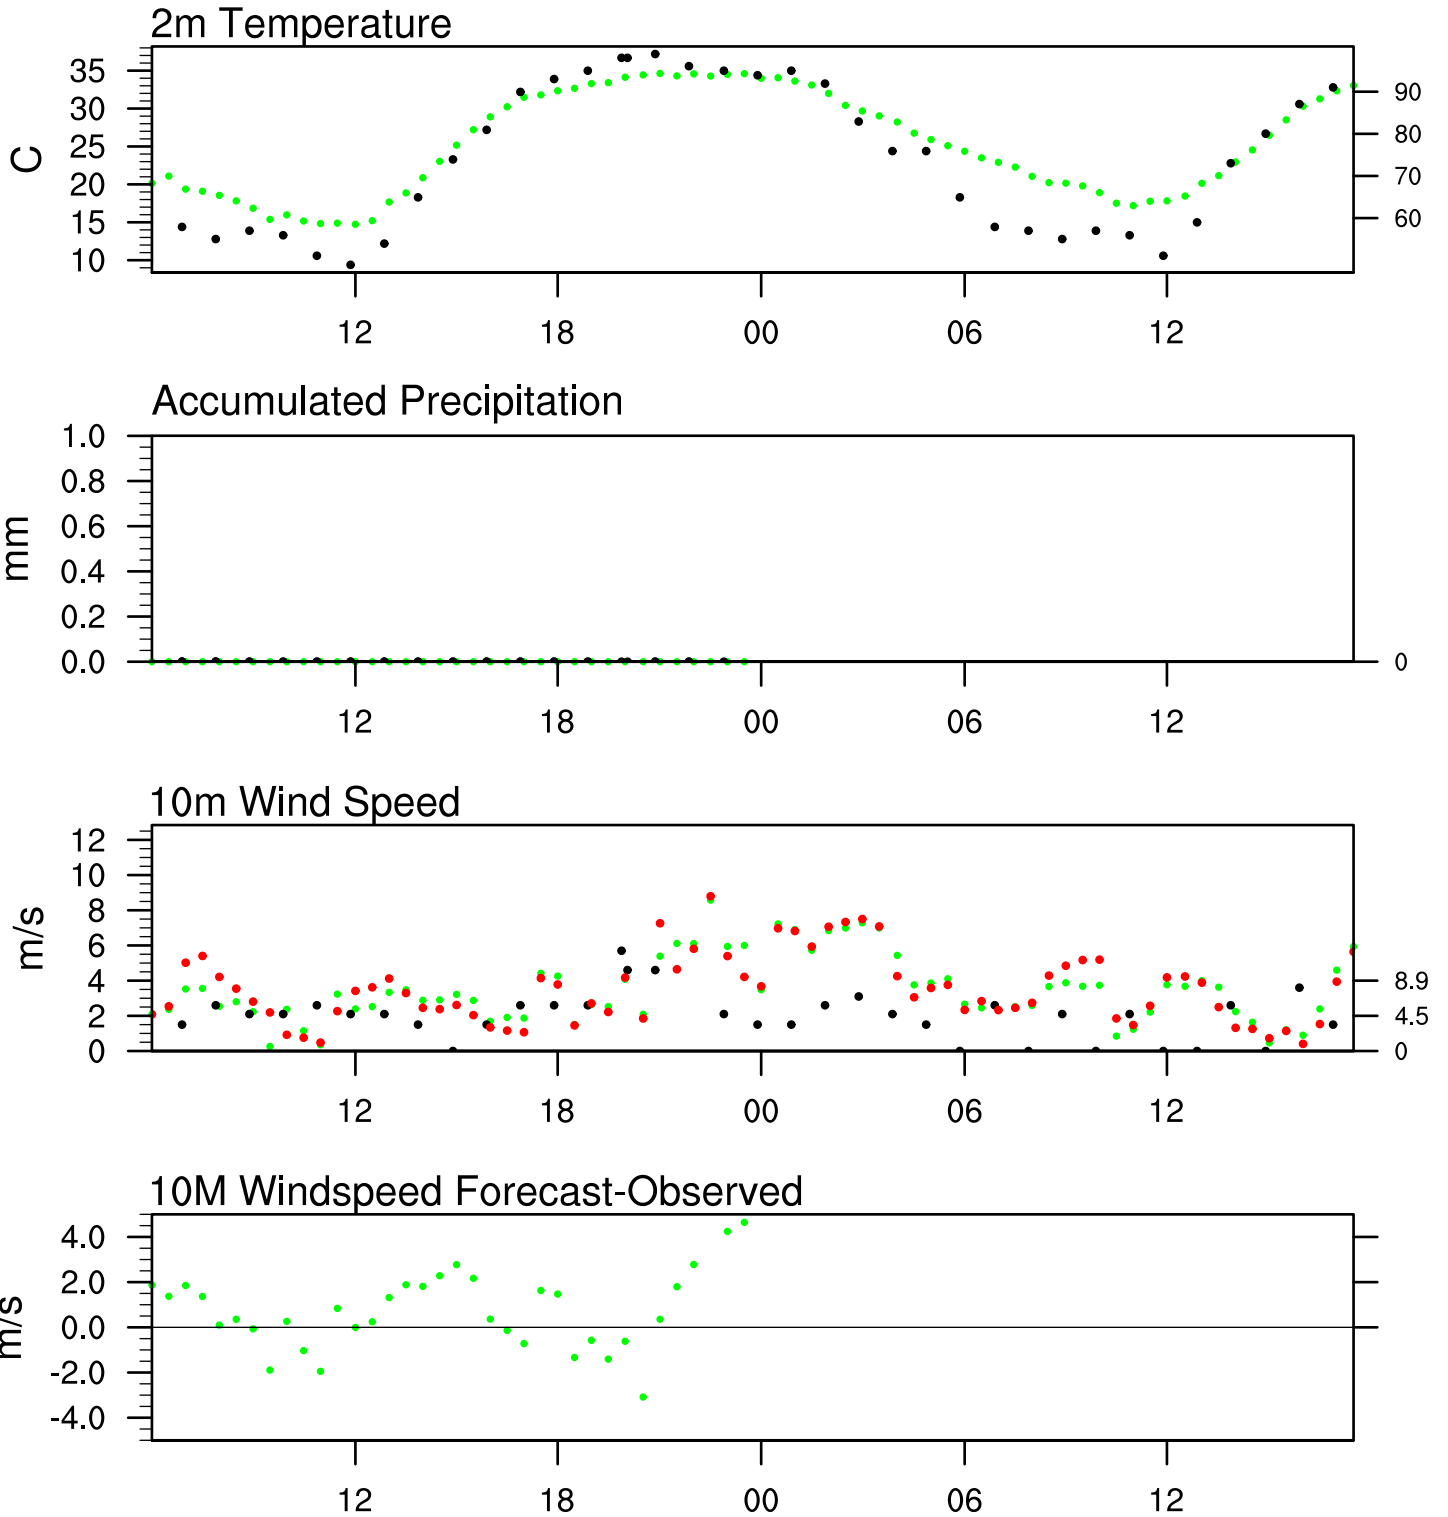 2m Temperature
35
30
25
20
15
10
C
90
80
70
60
12 18 00 06 12
Accumulated Precipitation
1.0
0.8
0.6
0.4
0.2
0.0
mm
0
12 18 00 06 12
10m Wind Speed
12
10
8
6
4
2
0
m/s
8.9
4.5
0
12 18 00 06 12
10M Windspeed Forecast-Observed
4.0
2.0
0.0
-2.0
-4.0
m/s
12 18 00 06 12